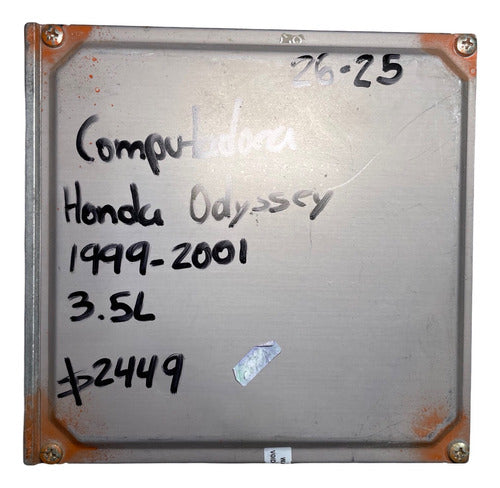 26-25
Computadora
Honda Odyssey
1999-2001
3.5L
$2449